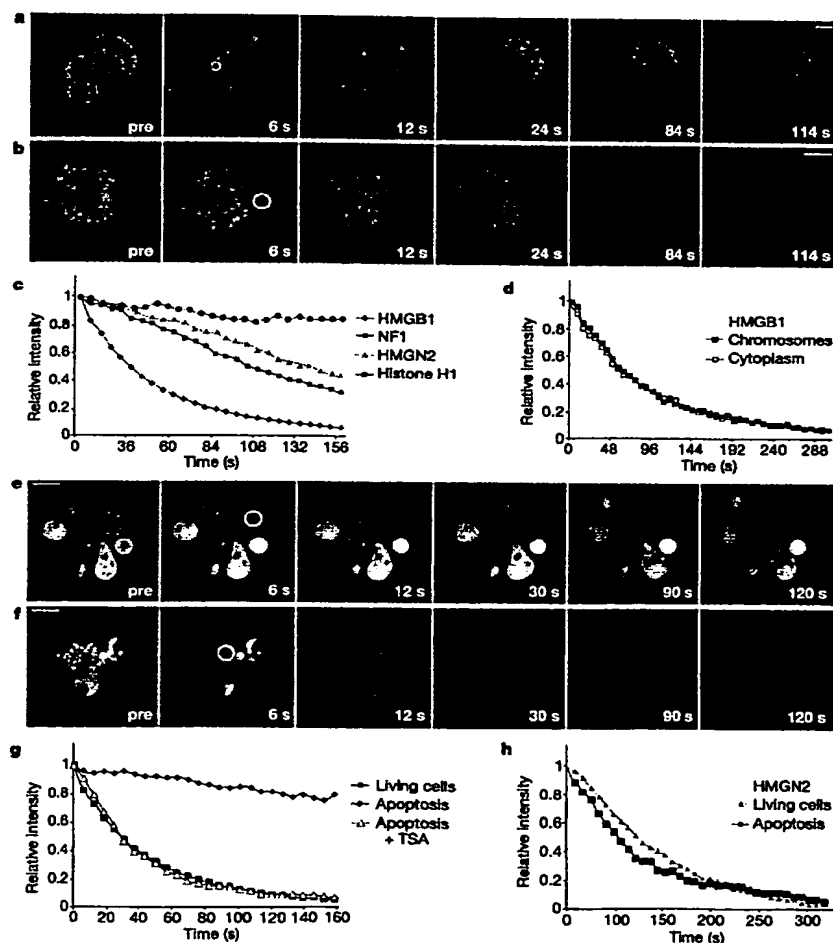 a
pre 6 s 12 s 24 s 84 s 114 s
b
pre 6 s 12 s 24 s 84 s 114 s
c
Relative intensity
1
0.8
0.6
0.4
0.2
0
0 36 60 84 108 132 156
Time (s)
HMGB1
NF1
HMGN2
Histone H1
d
Relative intensity
1
0.8
0.6
0.4
0.2
0
0 48 96 144 192 240 288
Time (s)
HMGB1
Chromosomes
Cytoplasm
e
pre 6 s 12 s 30 s 90 s 120 s
f
pre 6 s 12 s 30 s 90 s 120 s
g
Relative intensity
1
0.8
0.6
0.4
0.2
0
0 20 40 60 80 100 120 140 160
Time (s)
Living cells
Apoptosis
Apoptosis
+ TSA
h
Relative intensity
1
0.8
0.6
0.4
0.2
0
0 100 150 200 250 300
Time (s)
HMGN2
Living cells
Apoptosis